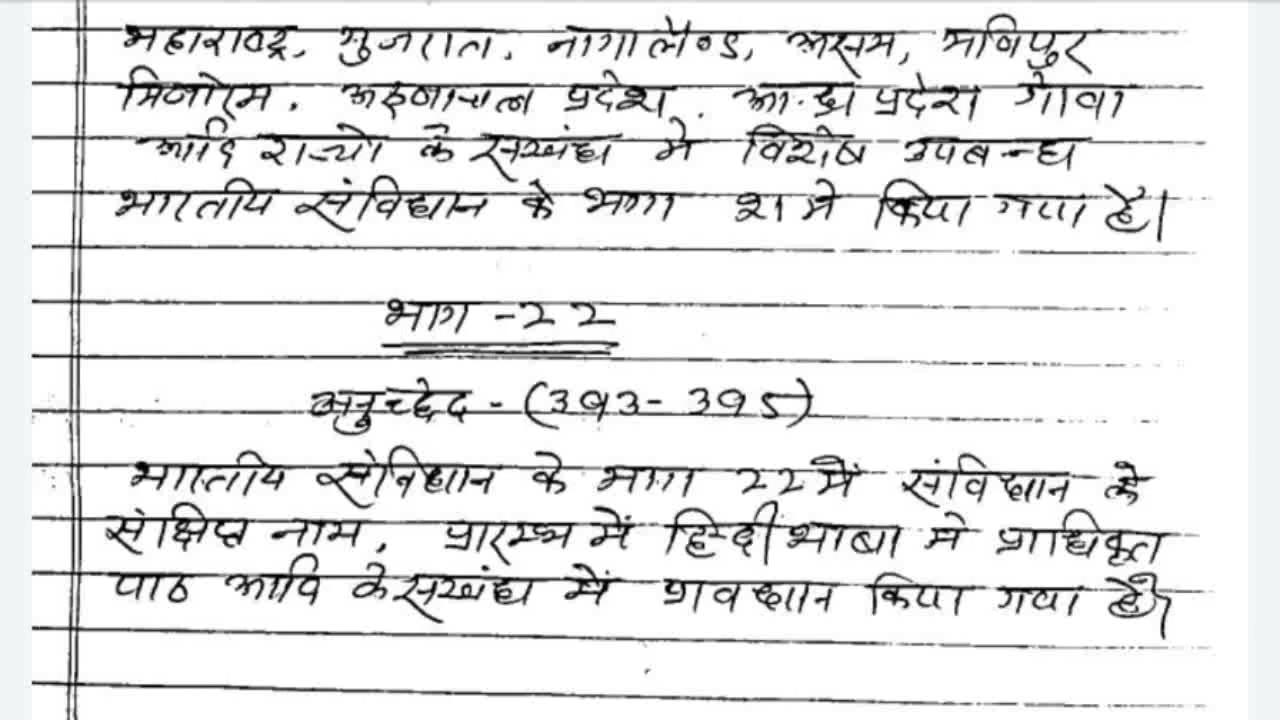 महाराष्ट्र, गुजरात, नागालैण्ड, असम, मणिपुर
मिजोरम, अरुणाचल प्रदेश, आन्ध्र प्रदेश गोवा
आदि राज्यो के सम्बंध मे विशेष उपबन्ध
भारतीय संविधान के भाग 21 मे किया गया है।
भाग - 22
अनुच्छेद - (393 - 395)
भारतीय संविधान के भाग 22 में संविधान के
संक्षिप्त नाम, प्रारम्भ में हिन्दी भाषा मे प्राधिकृत
पाठ आदि के सम्बंध में प्रावधान किया गया है।